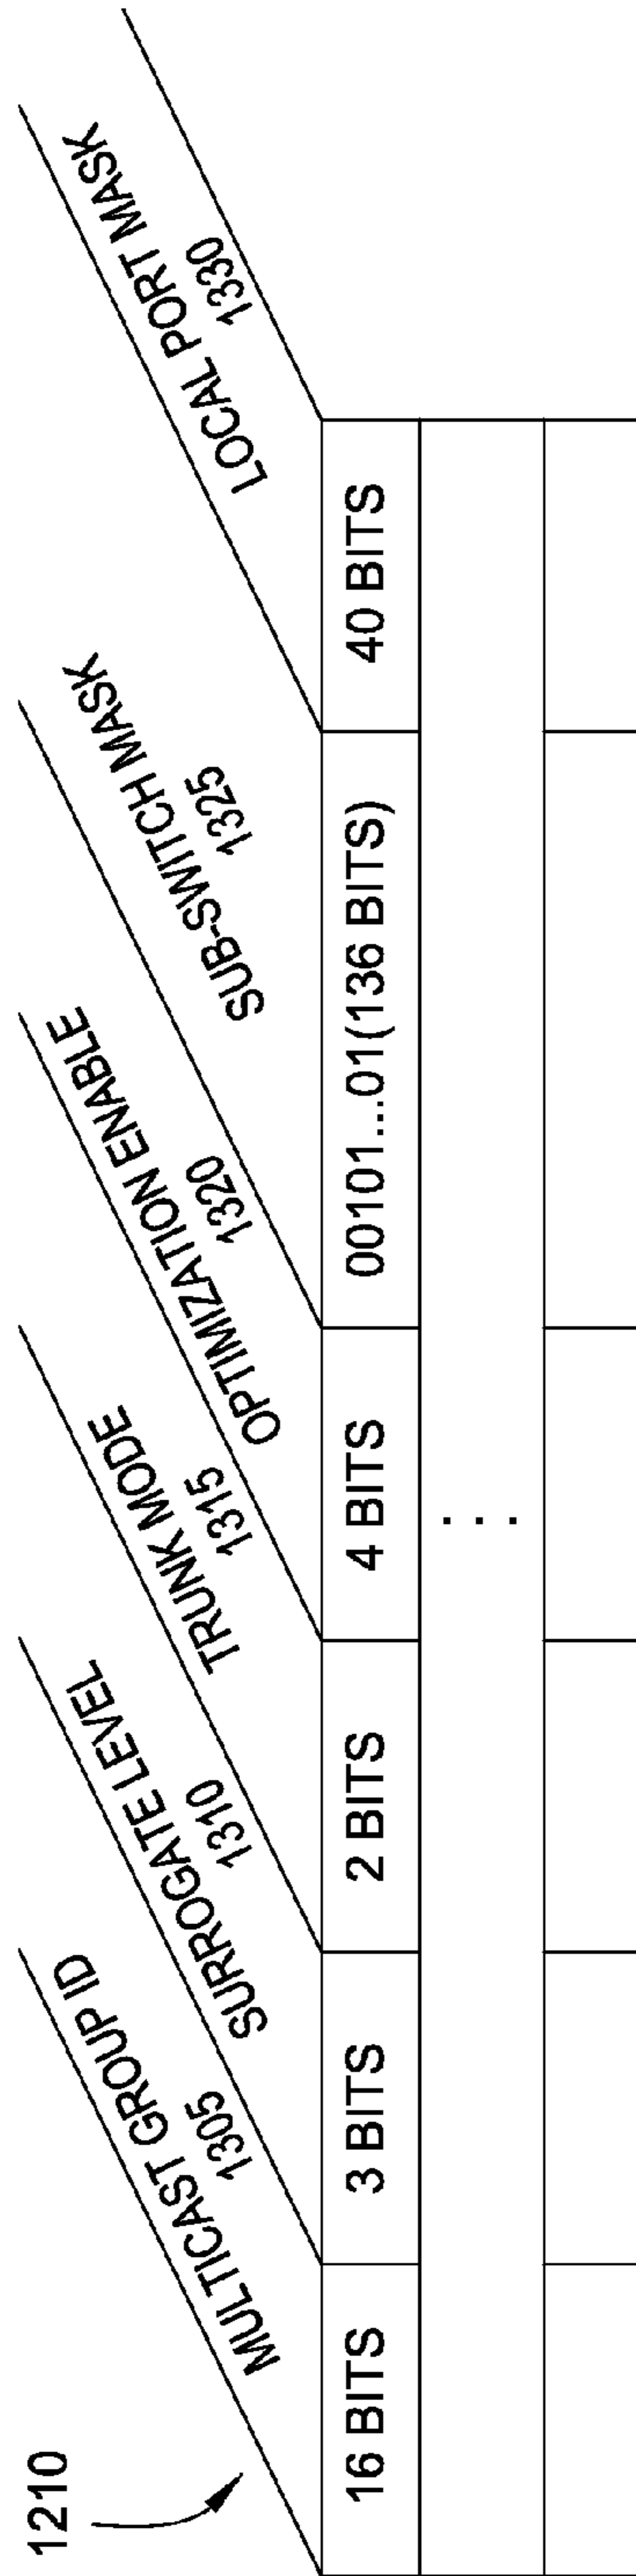 1210
MULTICAST GROUP ID
1305
SURROGATE LEVEL
1310
TRUNK MODE
1315
OPTIMIZATION ENABLE
1320
SUB-SWITCH MASK
1325
LOCAL PORT MASK
1330
16 BITS
3 BITS
2 BITS
4 BITS
00101...01(136 BITS)
40 BITS
. . .